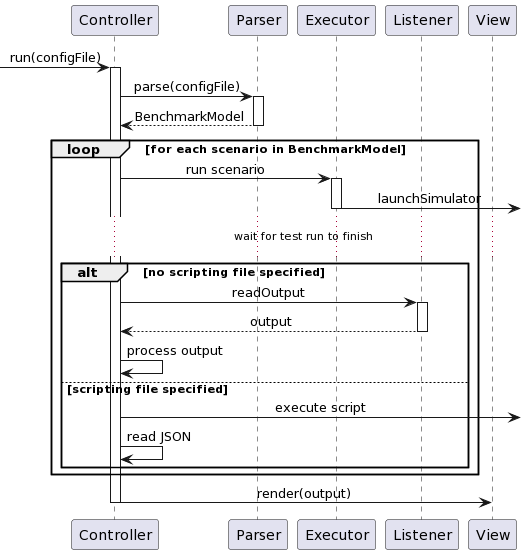 Controller Parser Executor Listener View
run(configFile)
parse(configFile)
BenchmarkModel
loop [for each scenario in BenchmarkModel]
run scenario
launchSimulator
wait for test run to finish
alt [no scripting file specified]
readOutput
output
process output
[scripting file specified]
execute script
read JSON
render(output)
Controller Parser Executor Listener View